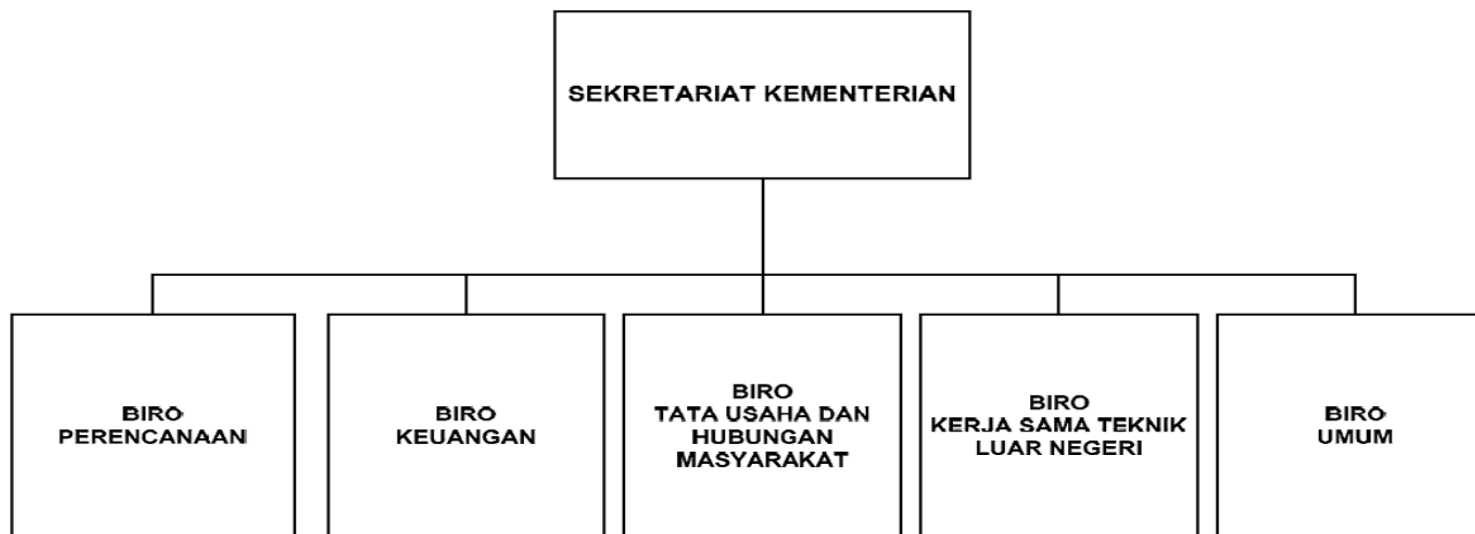 SEKRETARIAT KEMENTERIAN
BIRO
PERENCANAAN
BIRO
KEUANGAN
BIRO
TATA USAHA DAN
HUBUNGAN
MASYARAKAT
BIRO
KERJA SAMA TEKNIK
LUAR NEGERI
BIRO
UMUM